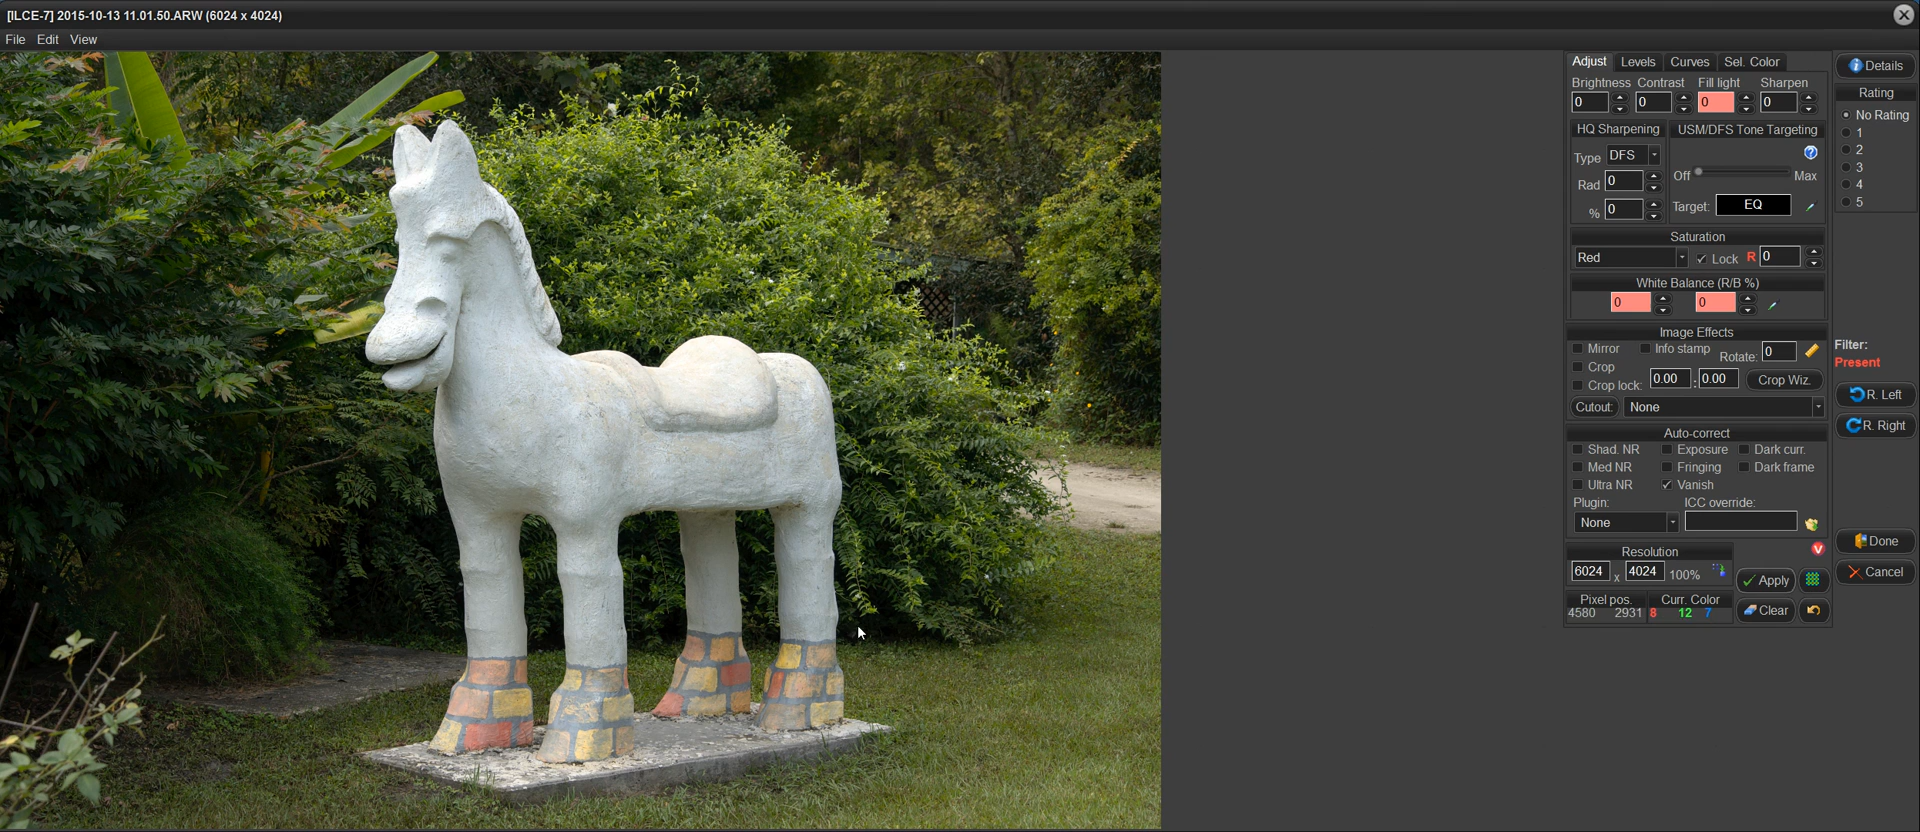 [ILCE-7] 2015-10-13 11.01.50.ARW (6024 x 4024)
File Edit View
Adjust Levels Curves Sel. Color
Details
Brightness Contrast Fill light Sharpen
0 0 0 0
Rating
No Rating
1
2
3
4
5
HQ Sharpening
Type DFS
Rad 0
% 0
USM/DFS Tone Targeting
Off Max
Target: EQ
Saturation
Red Lock R 0
White Balance (R/B %)
0 0
Image Effects
Mirror Info stamp Rotate: 0
Crop
Crop lock: 0.00 : 0.00 Crop Wiz.
Cutout: None
Filter:
Present
R. Left
R. Right
Auto-correct
Shad. NR Exposure Dark curr.
Med NR Fringing Dark frame
Ultra NR Vanish
Plugin: ICC override:
None
V
Resolution
6024 x 4024 100%
Apply
Pixel pos. Curr. Color
4580 2931 8 12 7
Clear
Done
Cancel